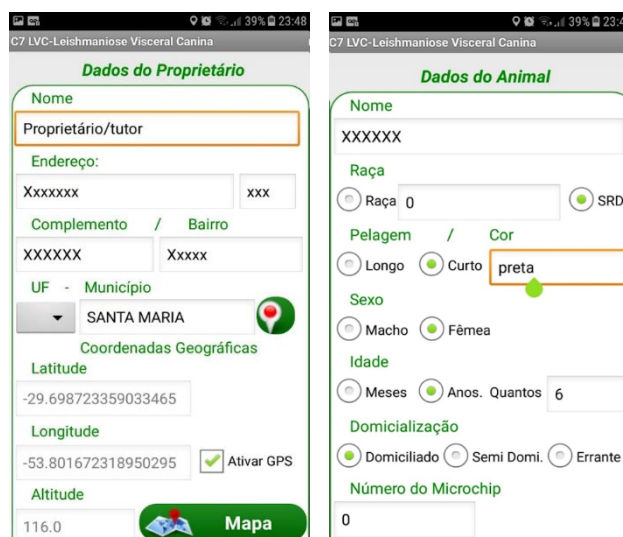 39% 23:48
C7 LVC-Leishmaniose Visceral Canina
Dados do Proprietário
Nome
Proprietário/tutor
Endereço:
Xxxxxxx xxx
Complemento / Bairro
XXXXXX Xxxxx
UF - Município
SANTA MARIA
Coordenadas Geográficas
Latitude
-29.698723359033465
Longitude
-53.801672318950295 Ativar GPS
Altitude
116.0 Mapa
39% 23:4
C7 LVC-Leishmaniose Visceral Canina
Dados do Animal
Nome
XXXXXX
Raça
Raça 0 SRD
Pelagem / Cor
Longo Curto preta
Sexo
Macho Fêmea
Idade
Meses Anos. Quantos 6
Domicialização
Domiciliado Semi Domi. Errante
Número do Microchip
0